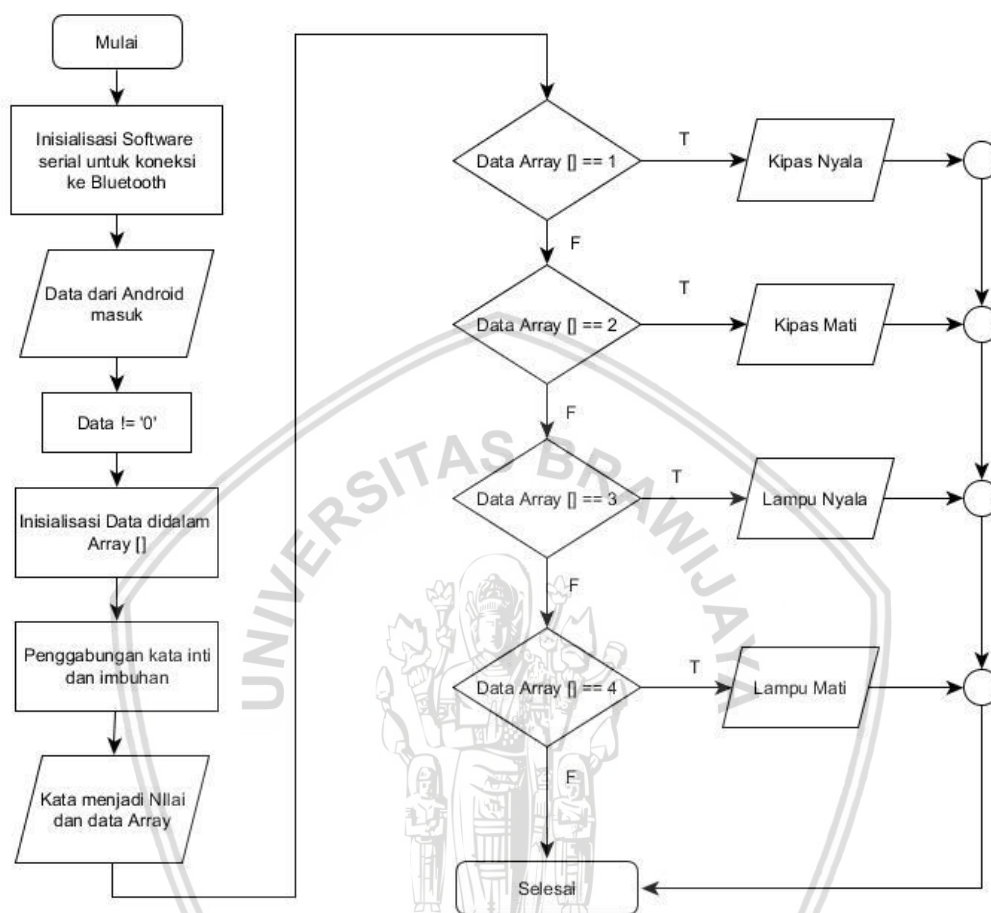 Mulai
Inisialisasi Software
serial untuk koneksi
ke Bluetooth
Data dari Android
masuk
Data != '0'
Inisialisasi Data didalam
Array []
Penggabungan kata inti
dan imbuhan
Kata menjadi NIlai
dan data Array
Data Array [] == 1
T
Kipas Nyala
F
Data Array [] == 2
T
Kipas Mati
F
Data Array [] == 3
T
Lampu Nyala
F
Data Array [] == 4
T
Lampu Mati
F
Selesai
UNIVERSITAS BRAWIJAYA